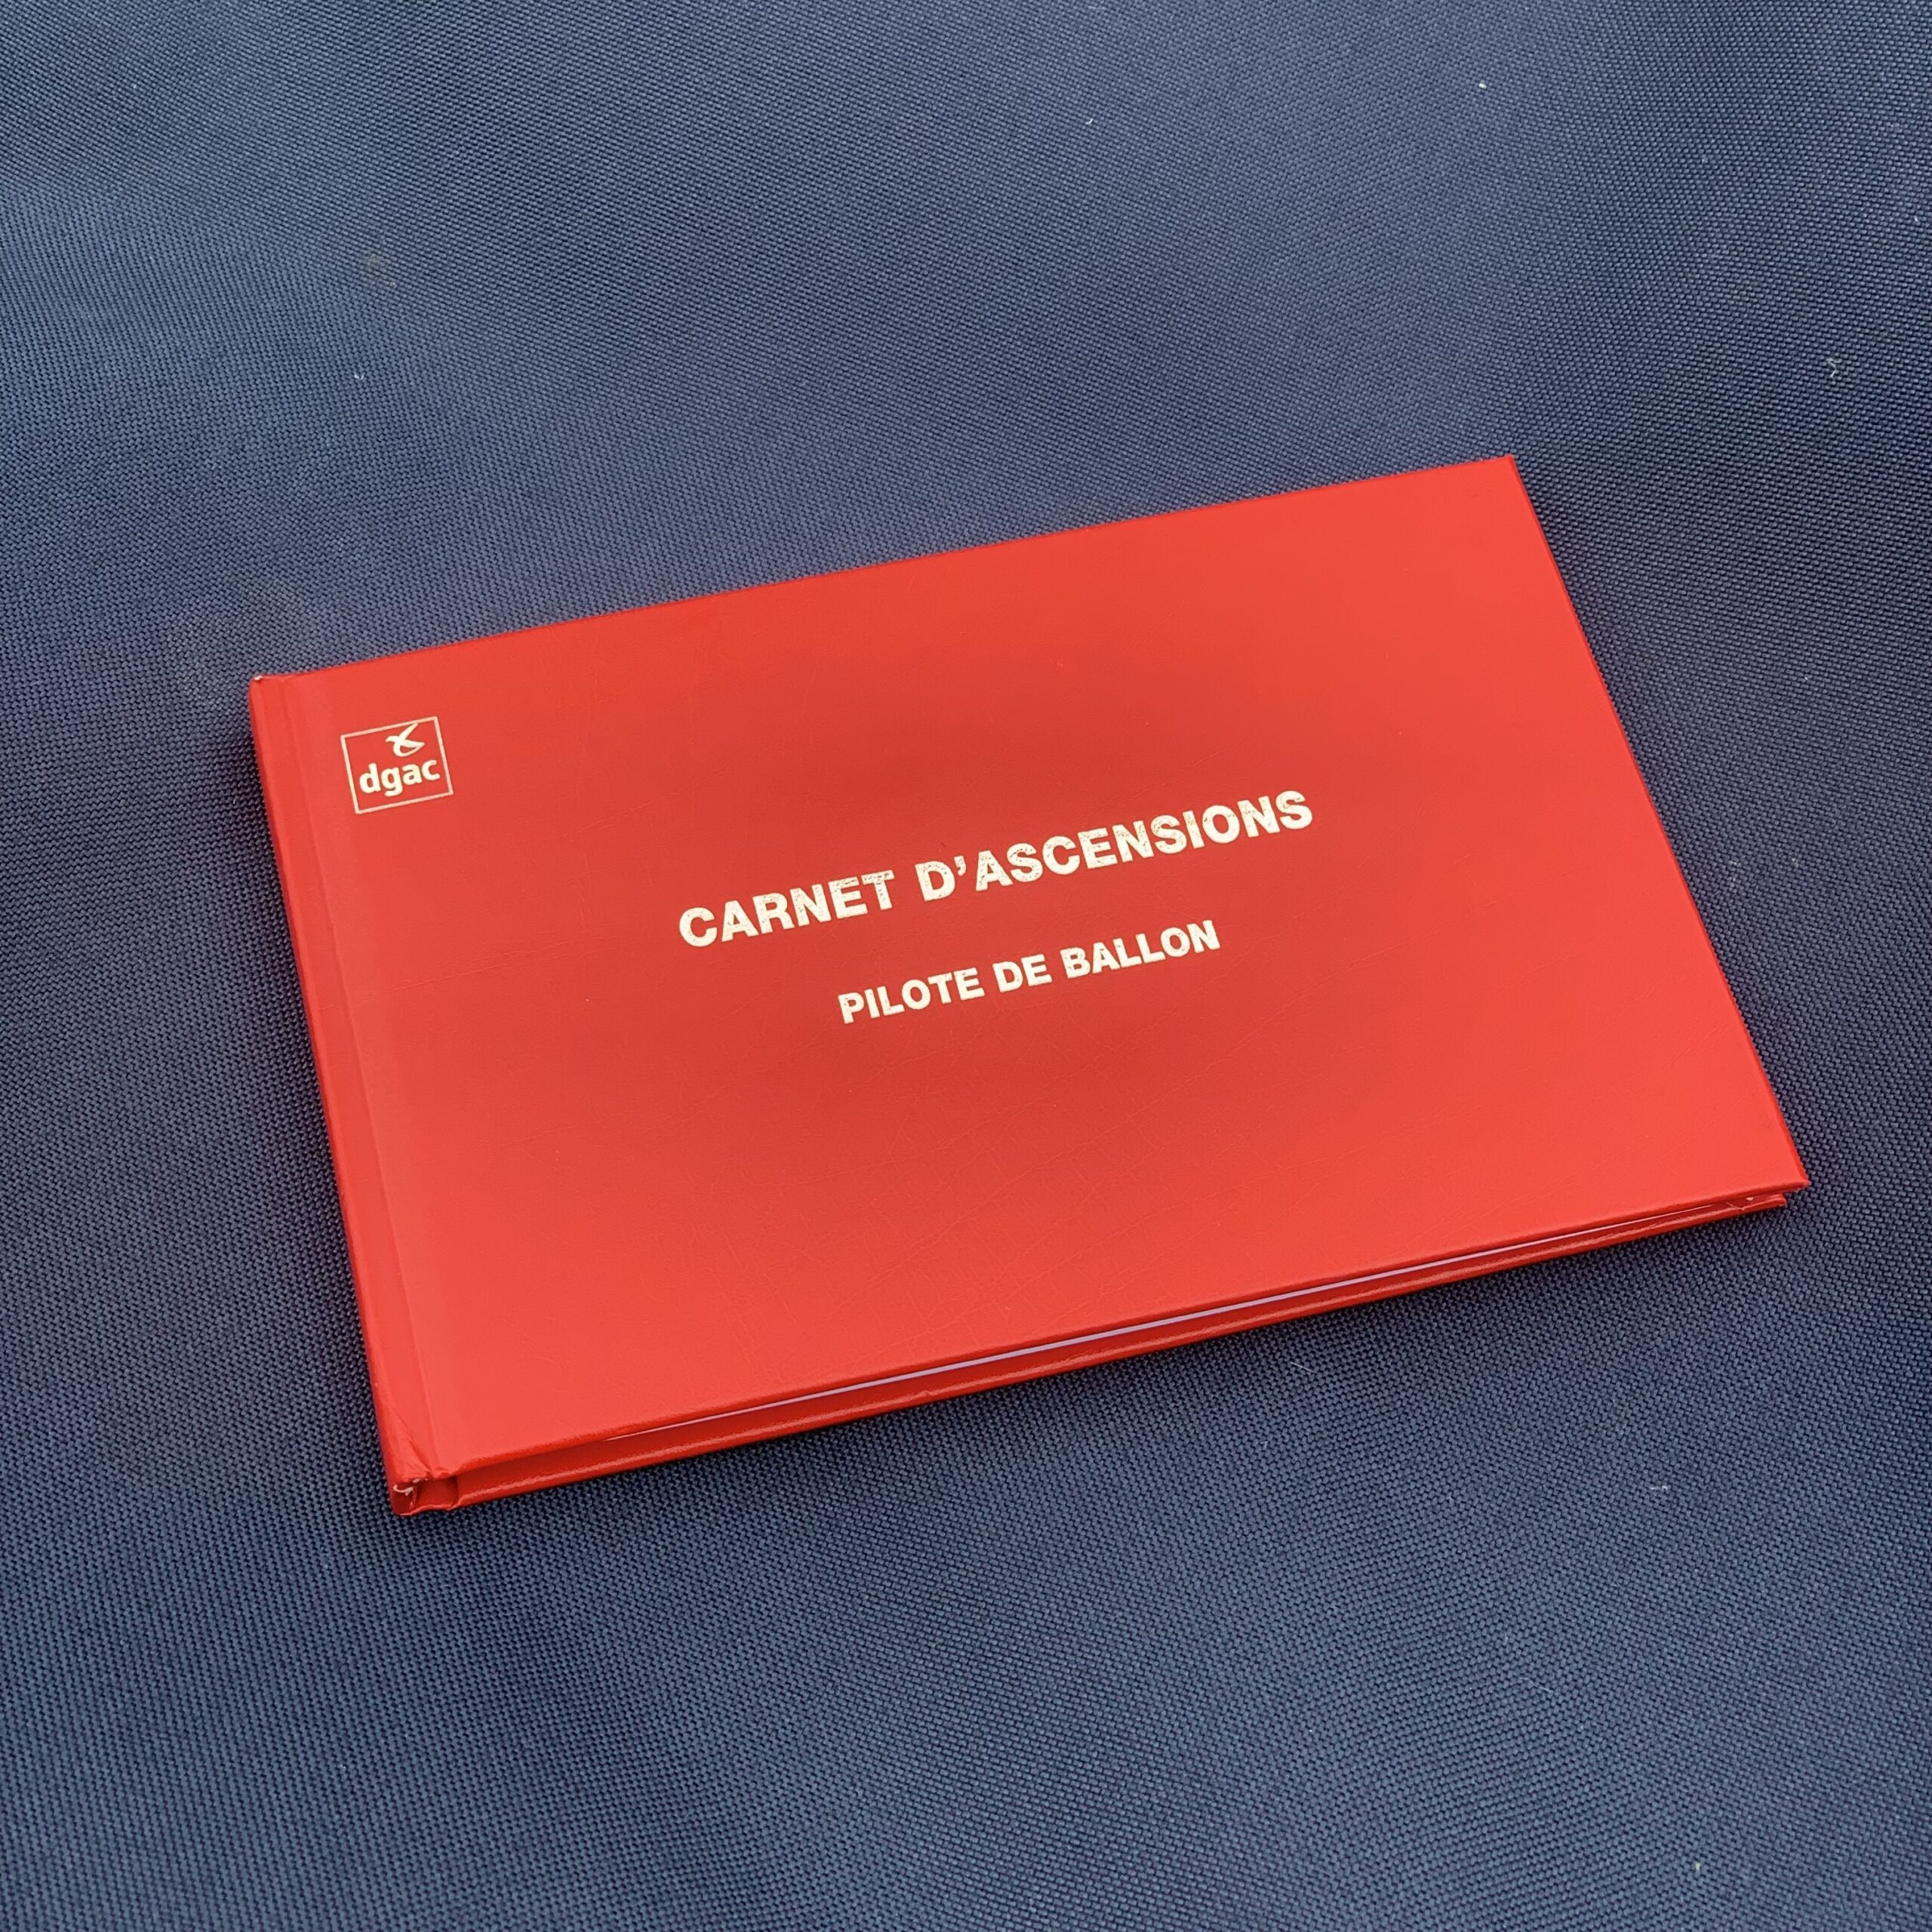 dgac
CARNET D'ASCENSIONS
PILOTE DE BALLON